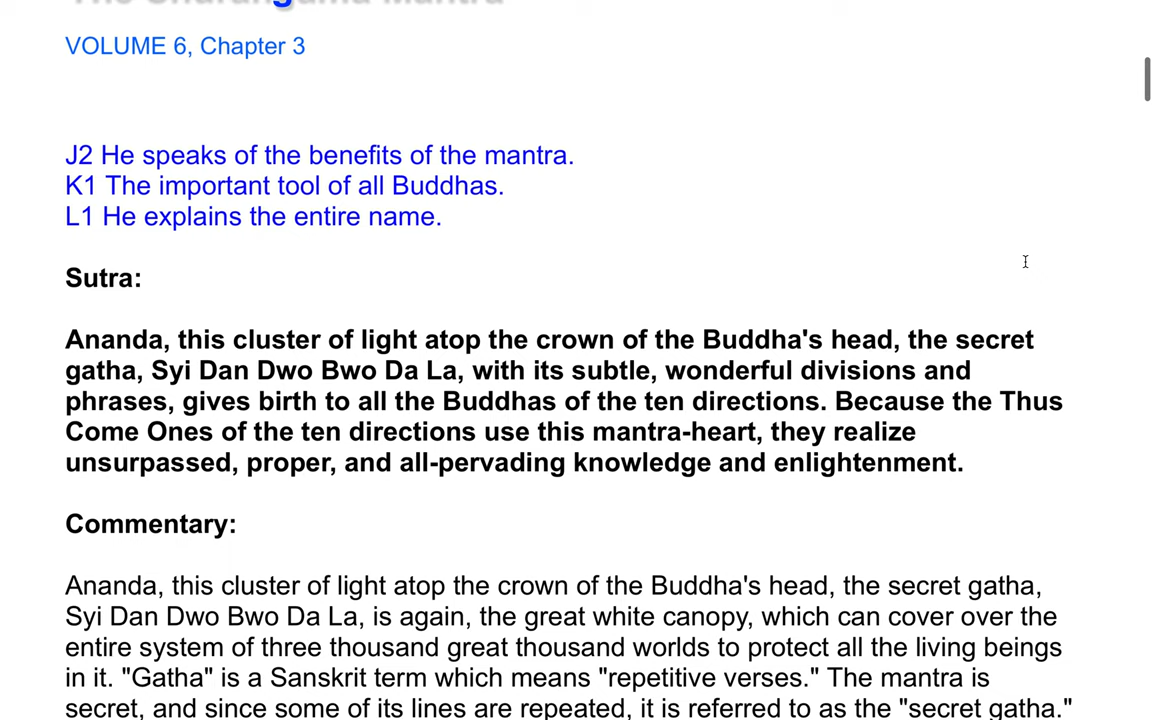 The Shurangama Mantra
VOLUME 6, Chapter 3
J2 He speaks of the benefits of the mantra.
K1 The important tool of all Buddhas.
L1 He explains the entire name.
Sutra:
Ananda, this cluster of light atop the crown of the Buddha's head, the secret
gatha, Syi Dan Dwo Bwo Da La, with its subtle, wonderful divisions and
phrases, gives birth to all the Buddhas of the ten directions. Because the Thus
Come Ones of the ten directions use this mantra-heart, they realize
unsurpassed, proper, and all-pervading knowledge and enlightenment.
Commentary:
Ananda, this cluster of light atop the crown of the Buddha's head, the secret gatha,
Syi Dan Dwo Bwo Da La, is again, the great white canopy, which can cover over the
entire system of three thousand great thousand worlds to protect all the living beings
in it. "Gatha" is a Sanskrit term which means "repetitive verses." The mantra is
secret, and since some of its lines are repeated, it is referred to as the "secret gatha."